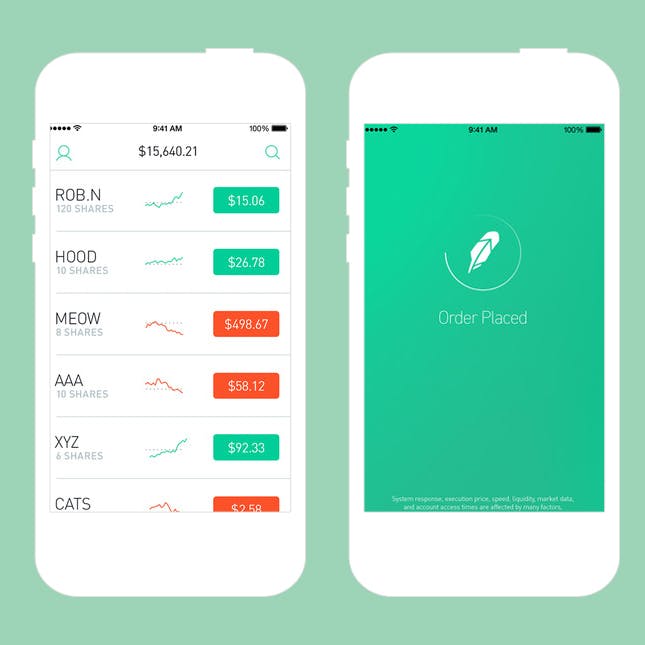 9:41 AM
100%
$15,640.21
ROB.N
120 SHARES
$15.06
HOOD
10 SHARES
$26.78
MEOW
8 SHARES
$498.67
AAA
10 SHARES
$58.12
XYZ
6 SHARES
$92.33
CATS
$2.58
9:41 AM
100%
Order Placed
System response, execution price, speed, liquidity, market data,
and account access times are affected by many factors,